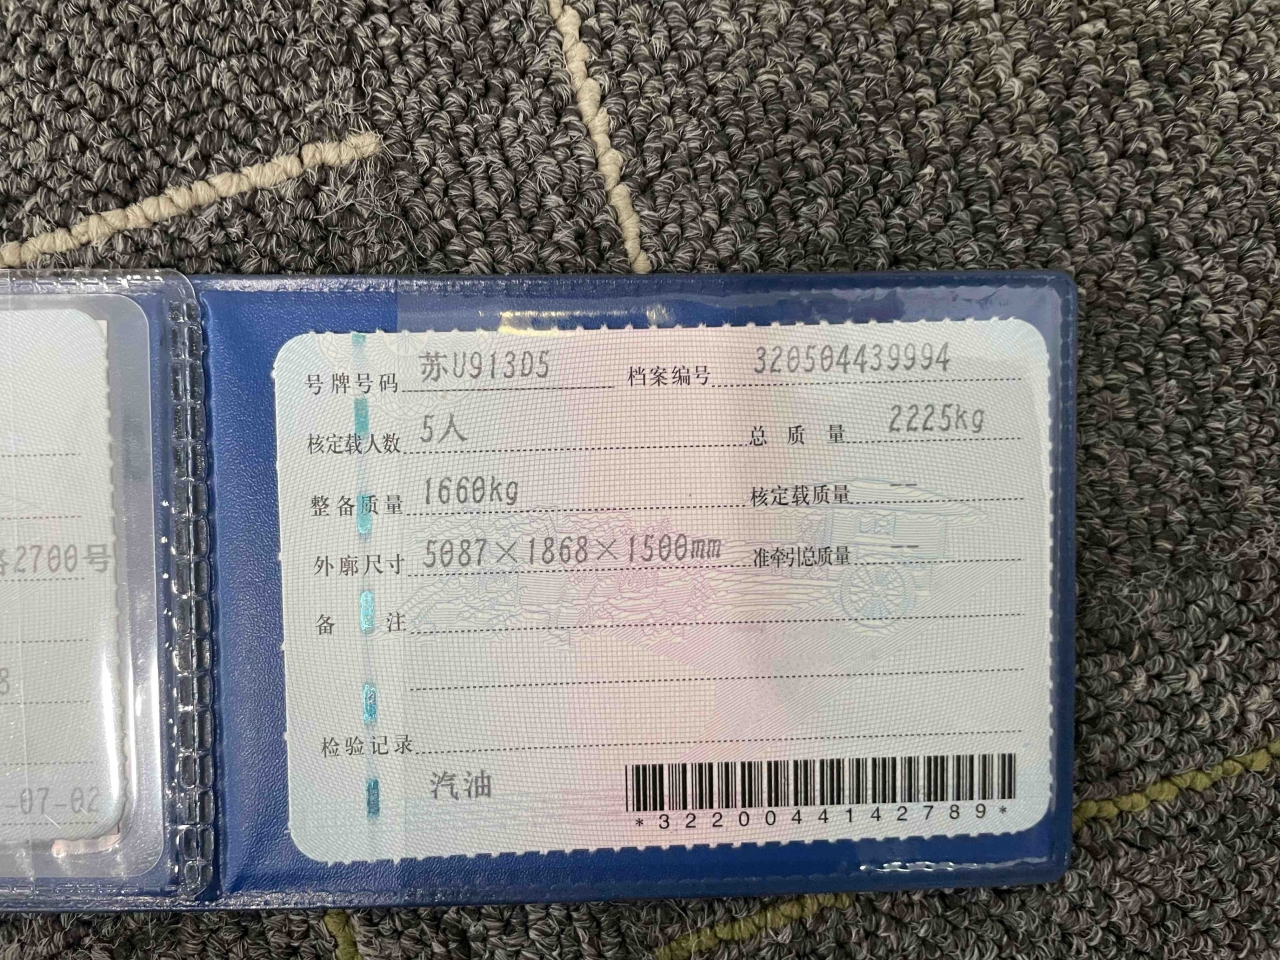 2700号
8
-07-02
号牌号码 苏U913D5 档案编号 320504439994
核定载人数 5人 总质量 2225kg
整备质量 1660kg 核定载质量 --
外廓尺寸 5087×1868×1500mm 准牵引总质量 --
备注
检验记录
汽油
*3220044142789*